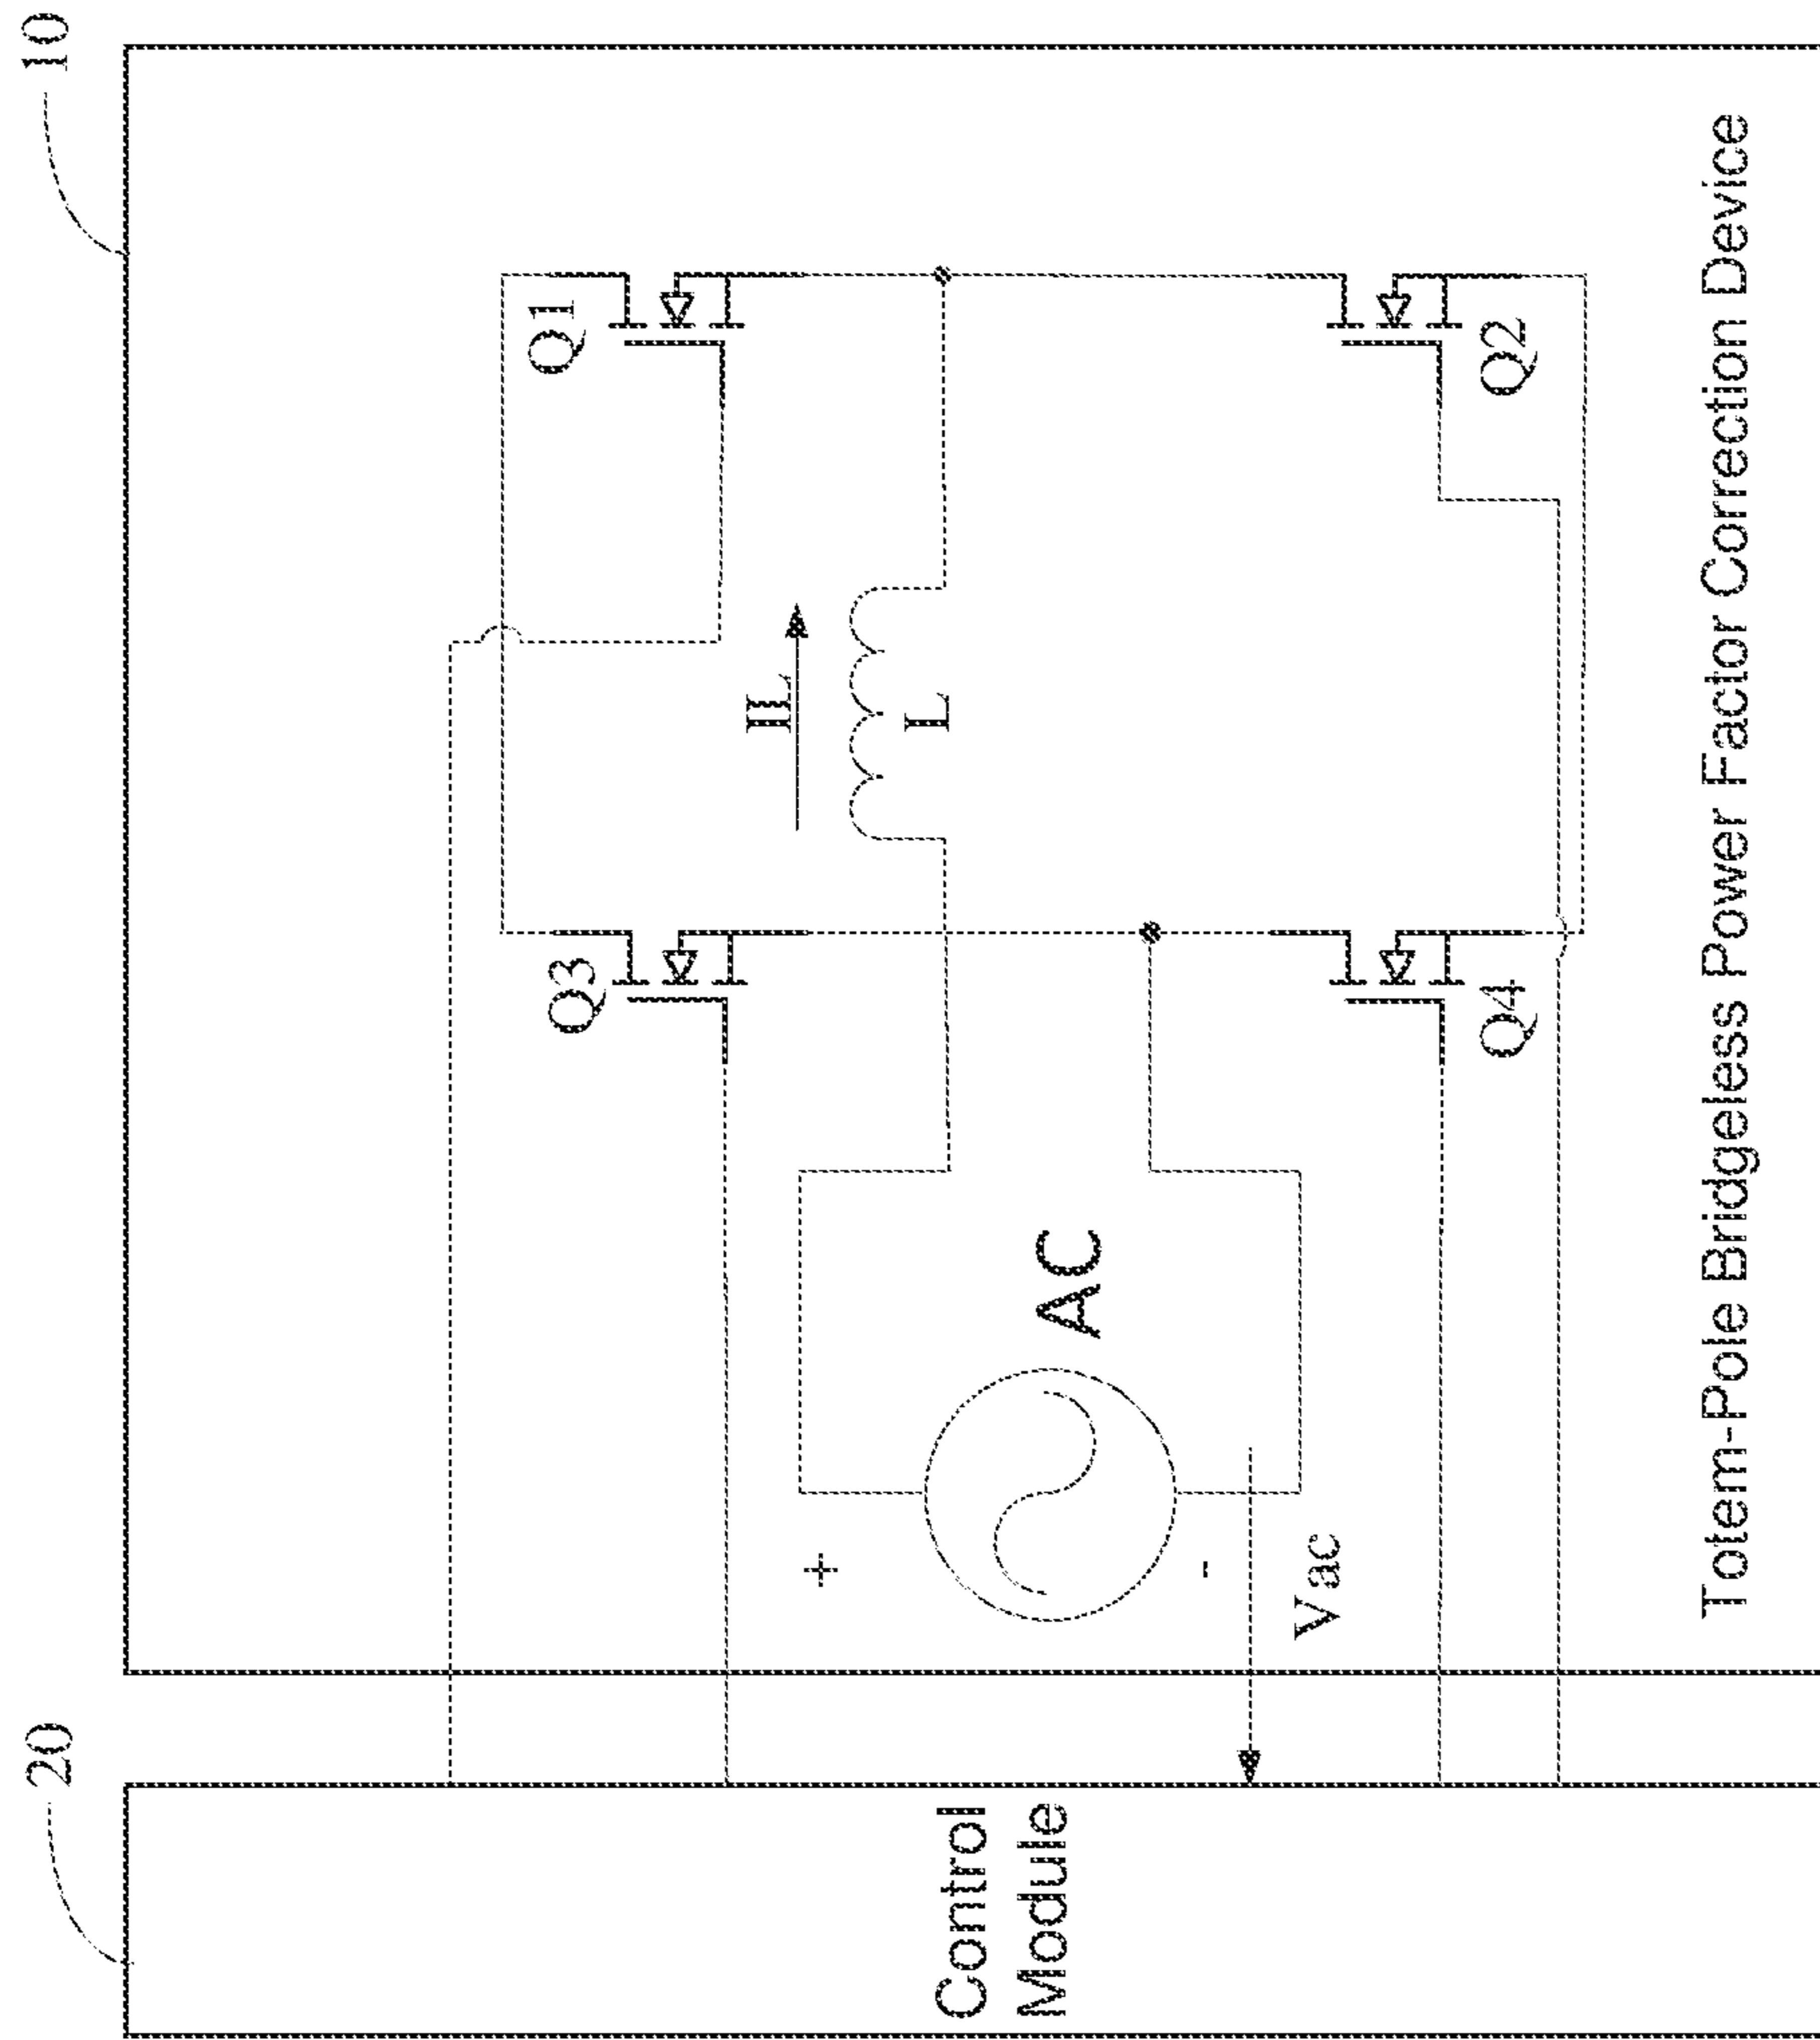 10
Q1
Q2
IL
L
Q3
Q4
AC
+
-
Vac
Totem-Pole Bridgeless Power Factor Correction Device
20
Control
Module